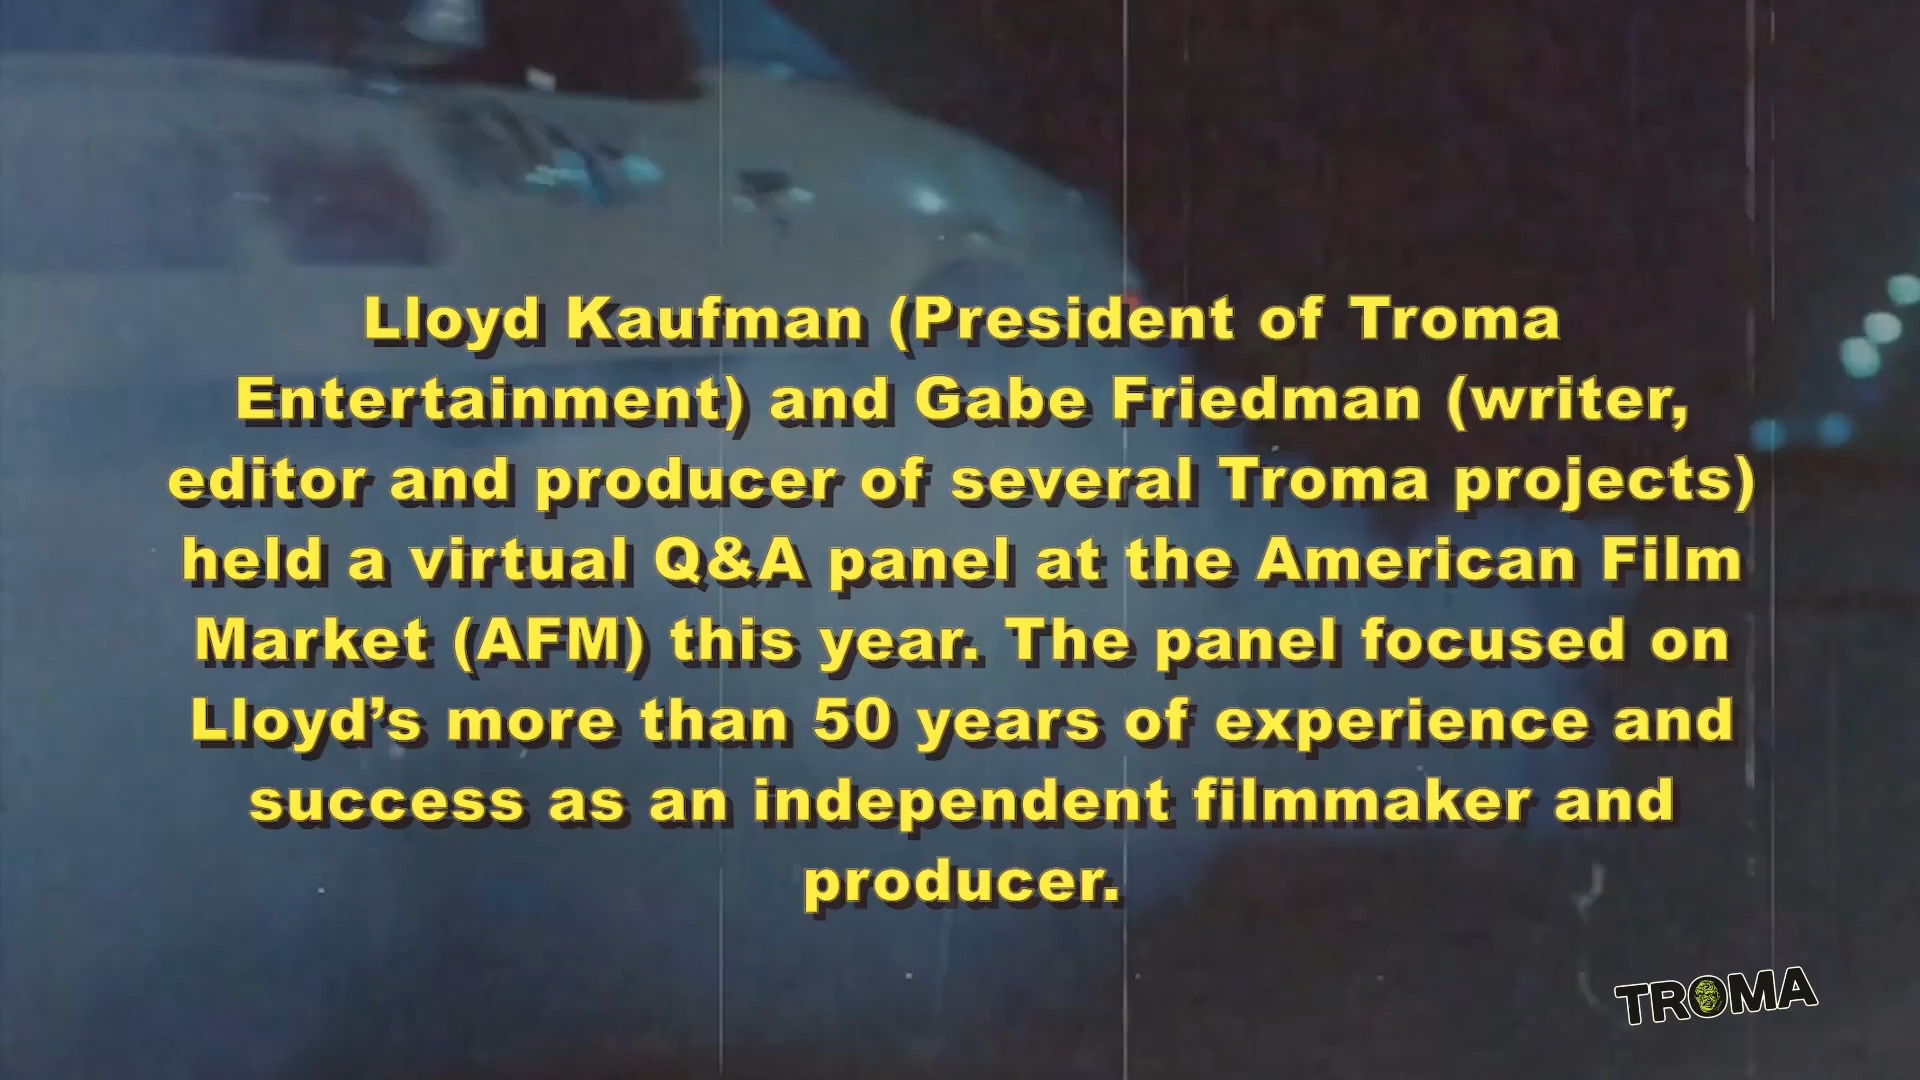 Lloyd Kaufman (President of Troma
Entertainment) and Gabe Friedman (writer,
editor and producer of several Troma projects)
held a virtual Q&A panel at the American Film
Market (AFM) this year. The panel focused on
Lloyd’s more than 50 years of experience and
success as an independent filmmaker and
producer.
TROMA